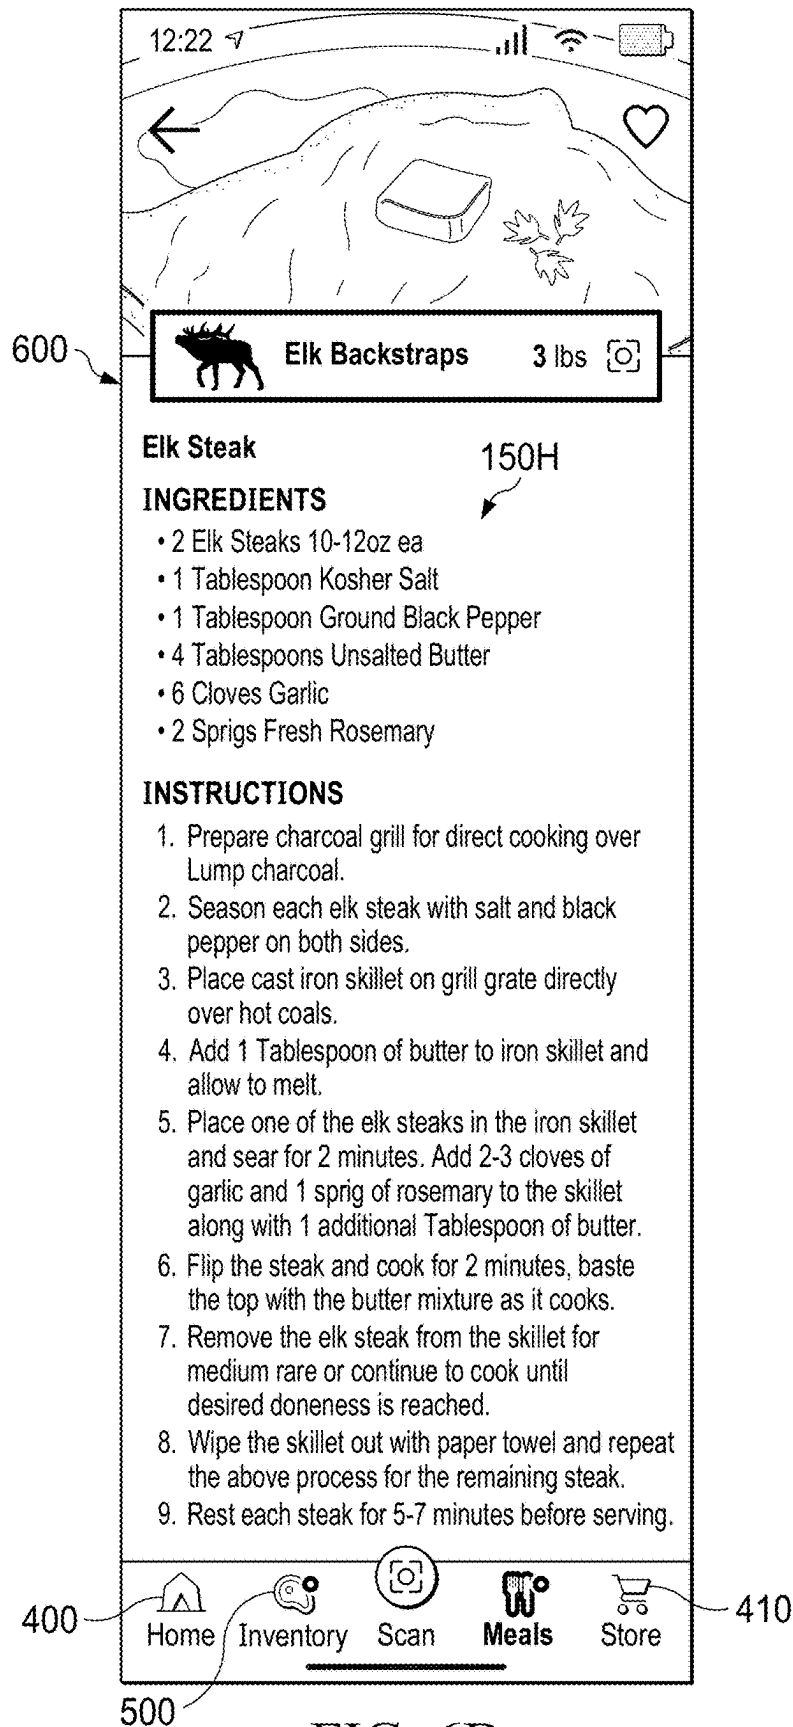 12:22
600
Elk Backstraps 3 lbs
Elk Steak
150H
INGREDIENTS
• 2 Elk Steaks 10-12oz ea
• 1 Tablespoon Kosher Salt
• 1 Tablespoon Ground Black Pepper
• 4 Tablespoons Unsalted Butter
• 6 Cloves Garlic
• 2 Sprigs Fresh Rosemary
INSTRUCTIONS
1. Prepare charcoal grill for direct cooking over
Lump charcoal.
2. Season each elk steak with salt and black
pepper on both sides.
3. Place cast iron skillet on grill grate directly
over hot coals.
4. Add 1 Tablespoon of butter to iron skillet and
allow to melt.
5. Place one of the elk steaks in the iron skillet
and sear for 2 minutes. Add 2-3 cloves of
garlic and 1 sprig of rosemary to the skillet
along with 1 additional Tablespoon of butter.
6. Flip the steak and cook for 2 minutes, baste
the top with the butter mixture as it cooks.
7. Remove the elk steak from the skillet for
medium rare or continue to cook until
desired doneness is reached.
8. Wipe the skillet out with paper towel and repeat
the above process for the remaining steak.
9. Rest each steak for 5-7 minutes before serving.
400
410
Home Inventory Scan Meals Store
500